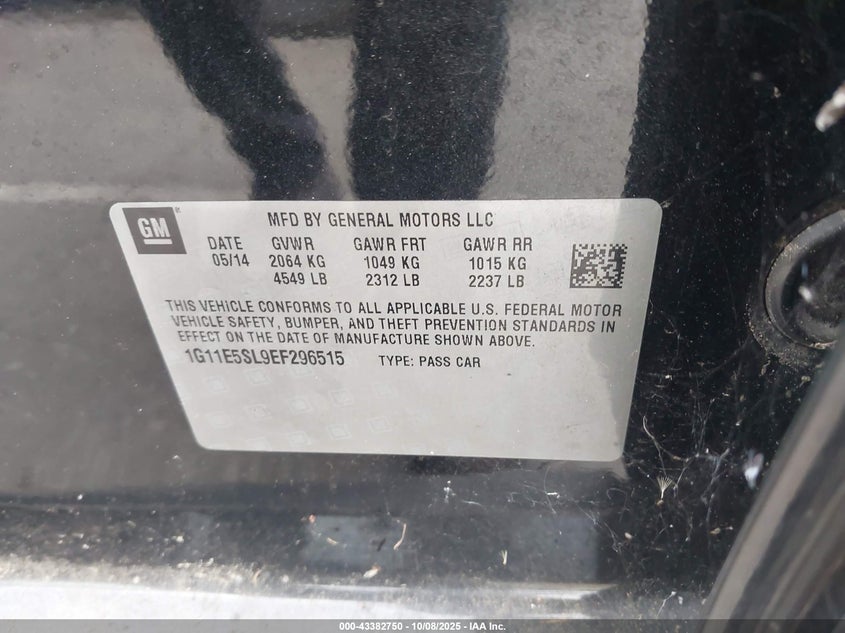 GM
MFD BY GENERAL MOTORS LLC
DATE GVWR GAWR FRT GAWR RR
05/14 2064 KG 1049 KG 1015 KG
4549 LB 2312 LB 2237 LB
THIS VEHICLE CONFORMS TO ALL APPLICABLE U.S. FEDERAL MOTOR
VEHICLE SAFETY, BUMPER, AND THEFT PREVENTION STANDARDS IN
EFFECT ON THE DATE OF MANUFACTURE SHOWN ABOVE.
1G11E5SL9EF296515 TYPE: PASS CAR
000-43382750 - 10/08/2025 - IAA Inc.